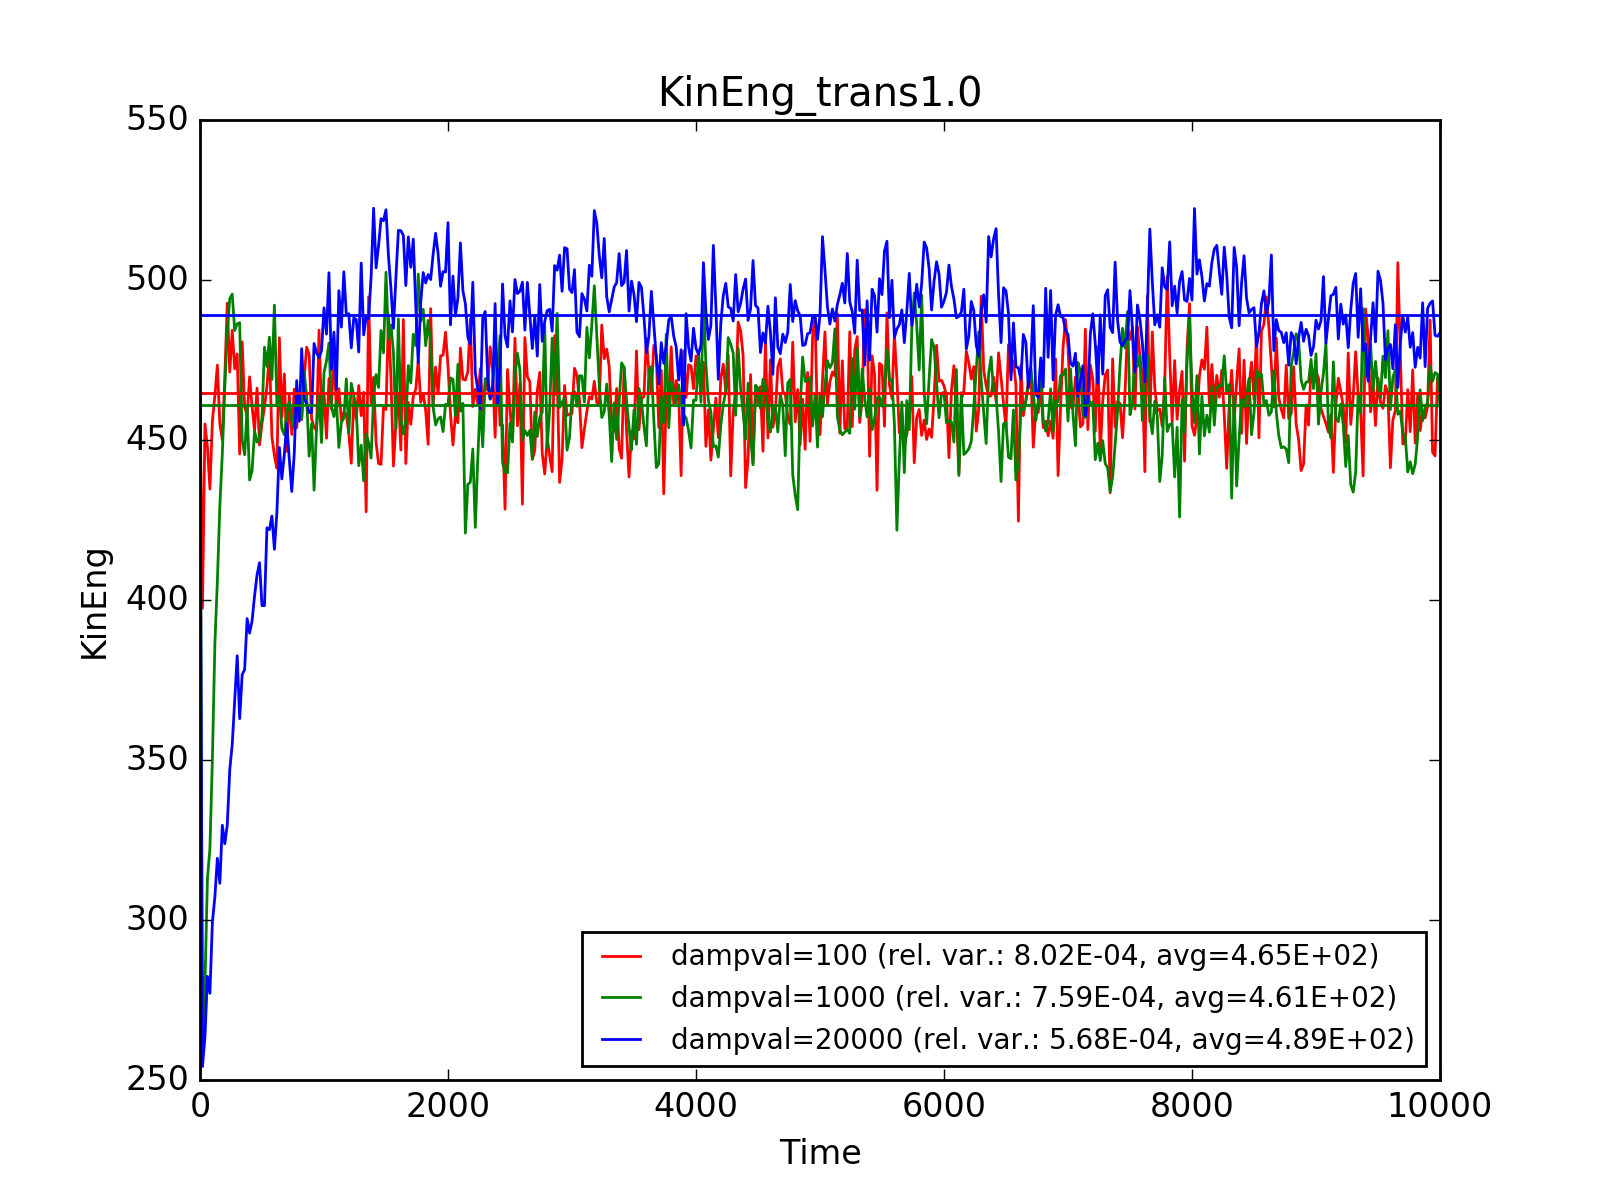 KinEng_trans1.0
550
500
450
400
350
300
250
KinEng
dampval=100 (rel. var.: 8.02E-04, avg=4.65E+02)
dampval=1000 (rel. var.: 7.59E-04, avg=4.61E+02)
dampval=20000 (rel. var.: 5.68E-04, avg=4.89E+02)
0 2000 4000 6000 8000 10000
Time